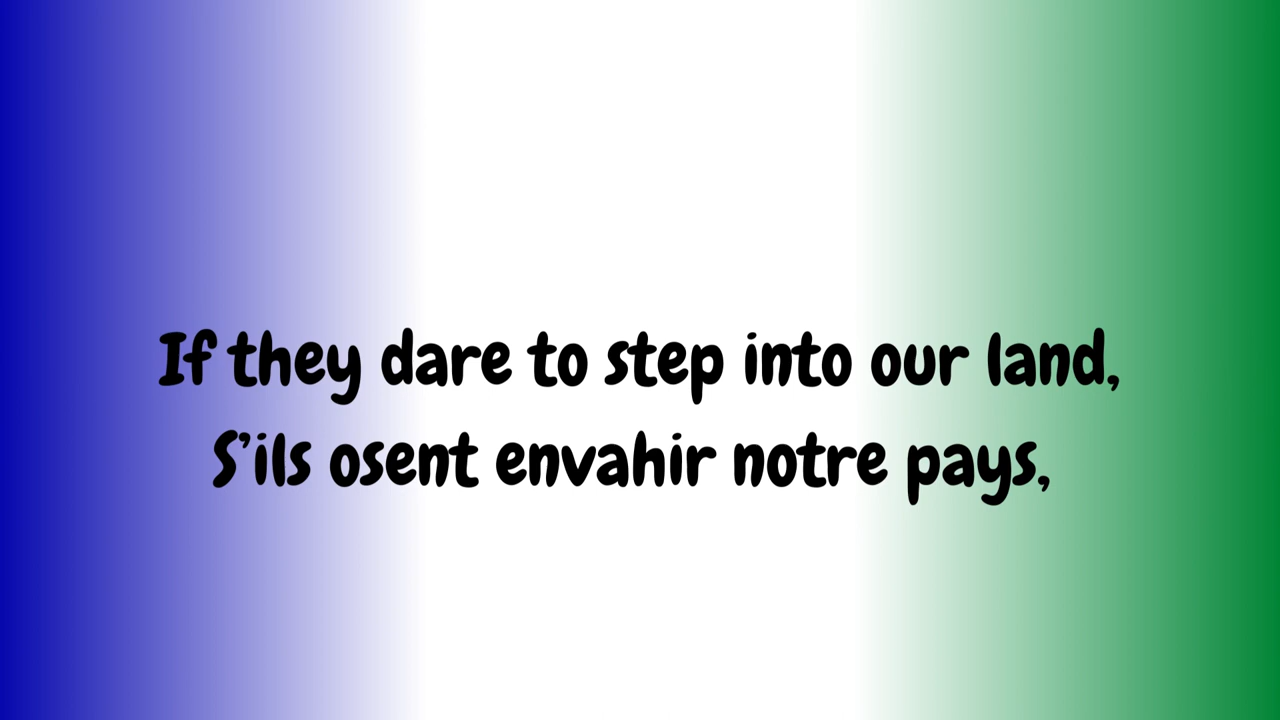 If they dare to step into our land,
S'ils osent envahir notre pays,